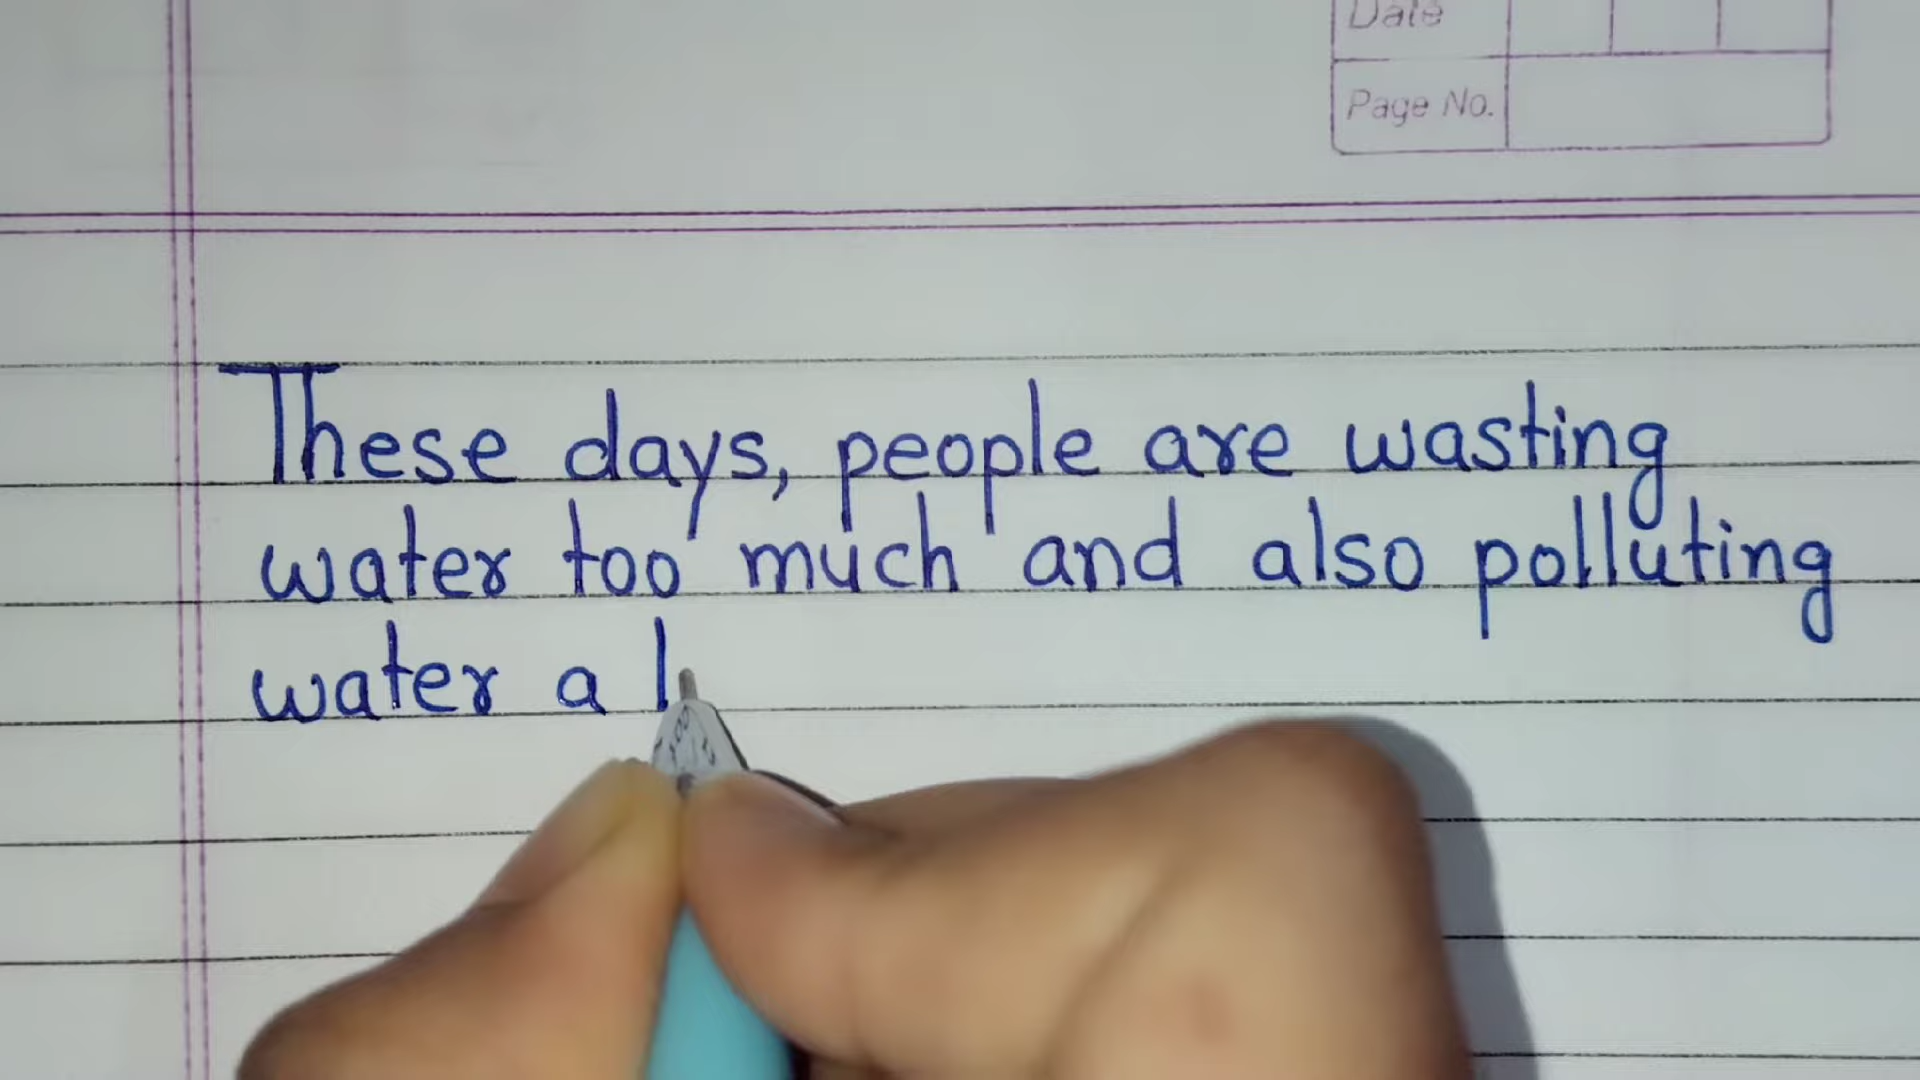 Date
Page No.
These days, people are wasting
water too much and also polluting
water a l